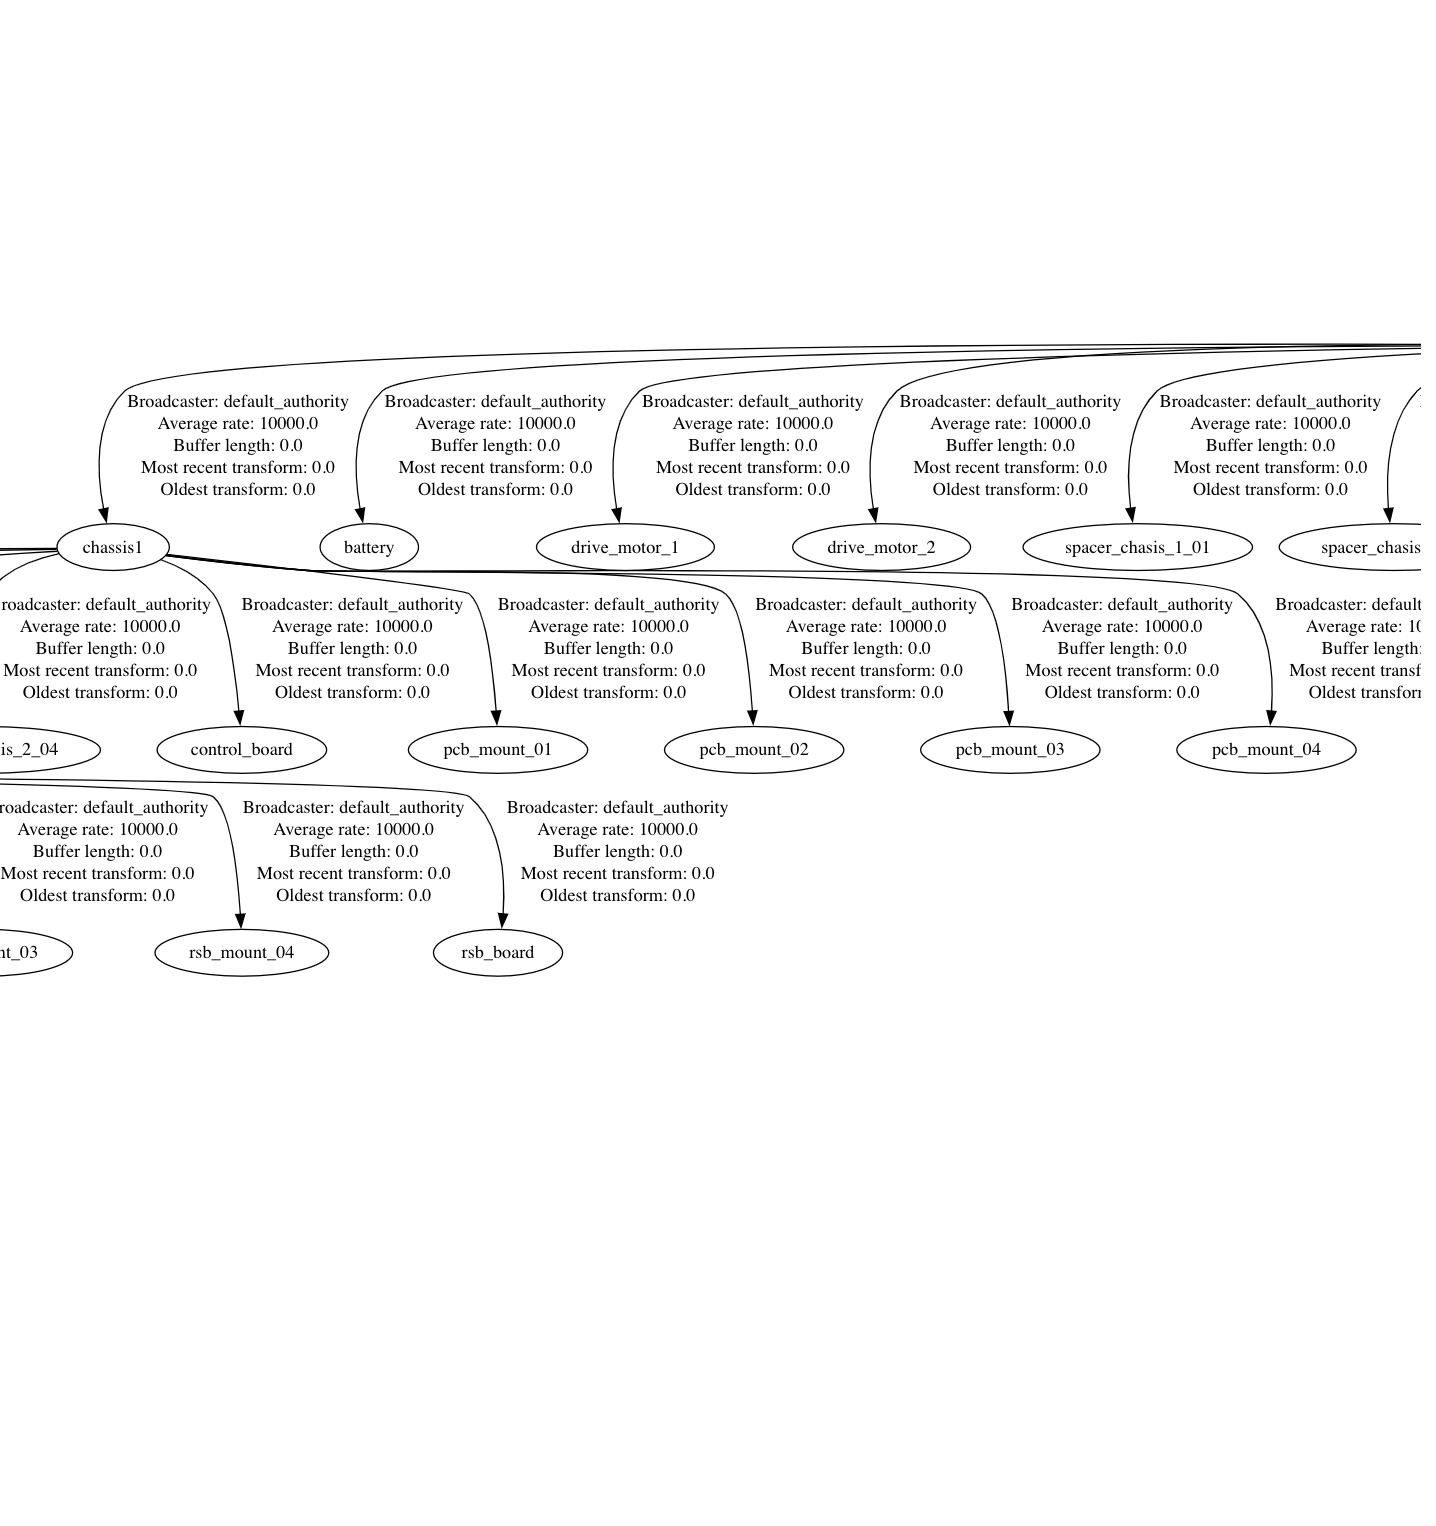 Broadcaster: default_authority
Average rate: 10000.0
Buffer length: 0.0
Most recent transform: 0.0
Oldest transform: 0.0
Broadcaster: default_authority
Average rate: 10000.0
Buffer length: 0.0
Most recent transform: 0.0
Oldest transform: 0.0
Broadcaster: default_authority
Average rate: 10000.0
Buffer length: 0.0
Most recent transform: 0.0
Oldest transform: 0.0
Broadcaster: default_authority
Average rate: 10000.0
Buffer length: 0.0
Most recent transform: 0.0
Oldest transform: 0.0
Broadcaster: default_authority
Average rate: 10000.0
Buffer length: 0.0
Most recent transform: 0.0
Oldest transform: 0.0
chassis1
battery
drive_motor_1
drive_motor_2
spacer_chasis_1_01
spacer_chasis
roadcaster: default_authority
Average rate: 10000.0
Buffer length: 0.0
Most recent transform: 0.0
Oldest transform: 0.0
Broadcaster: default_authority
Average rate: 10000.0
Buffer length: 0.0
Most recent transform: 0.0
Oldest transform: 0.0
Broadcaster: default_authority
Average rate: 10000.0
Buffer length: 0.0
Most recent transform: 0.0
Oldest transform: 0.0
Broadcaster: default_authority
Average rate: 10000.0
Buffer length: 0.0
Most recent transform: 0.0
Oldest transform: 0.0
Broadcaster: default_authority
Average rate: 10000.0
Buffer length: 0.0
Most recent transform: 0.0
Oldest transform: 0.0
Broadcaster: default
Average rate: 10
Buffer length:
Most recent transf
Oldest transfor
is_2_04
control_board
pcb_mount_01
pcb_mount_02
pcb_mount_03
pcb_mount_04
roadcaster: default_authority
Average rate: 10000.0
Buffer length: 0.0
Most recent transform: 0.0
Oldest transform: 0.0
Broadcaster: default_authority
Average rate: 10000.0
Buffer length: 0.0
Most recent transform: 0.0
Oldest transform: 0.0
Broadcaster: default_authority
Average rate: 10000.0
Buffer length: 0.0
Most recent transform: 0.0
Oldest transform: 0.0
nt_03
rsb_mount_04
rsb_board